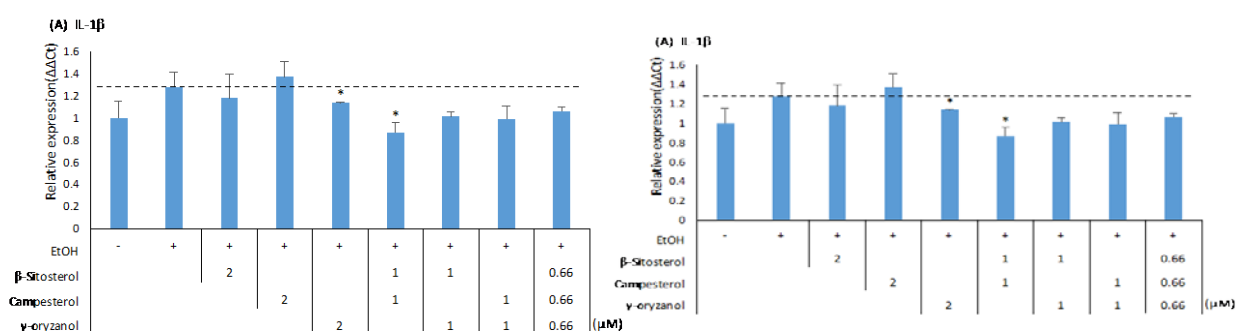 (A) IL-1β
Relative expression(ΔΔCt)
1.6
1.4
1.2
1
0.8
0.6
0.4
0.2
0
* *
EtOH - + + + + + + + +
β-Sitosterol 2 1 1 0.66
Campesterol 2 1 1 0.66
γ-oryzanol 2 1 1 0.66 (μM)
(A) IL-1β
Relative expression(ΔΔCt)
1.6
1.4
1.2
1
0.8
0.6
0.4
0.2
0
* *
EtOH - + + + + + + + +
β-Sitosterol 2 1 1 0.66
Campesterol 2 1 1 0.66
γ-oryzanol 2 1 1 0.66 (μM)